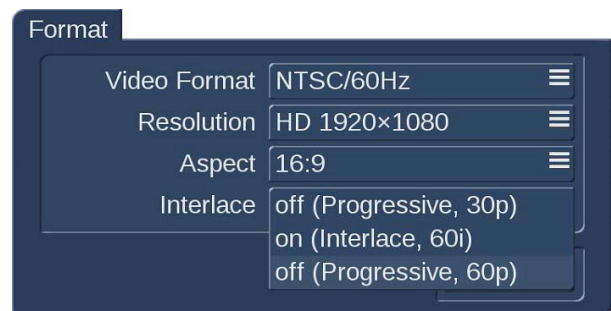 Format
Video Format NTSC/60Hz
Resolution HD 1920×1080
Aspect 16:9
Interlace off (Progressive, 30p)
on (Interlace, 60i)
off (Progressive, 60p)